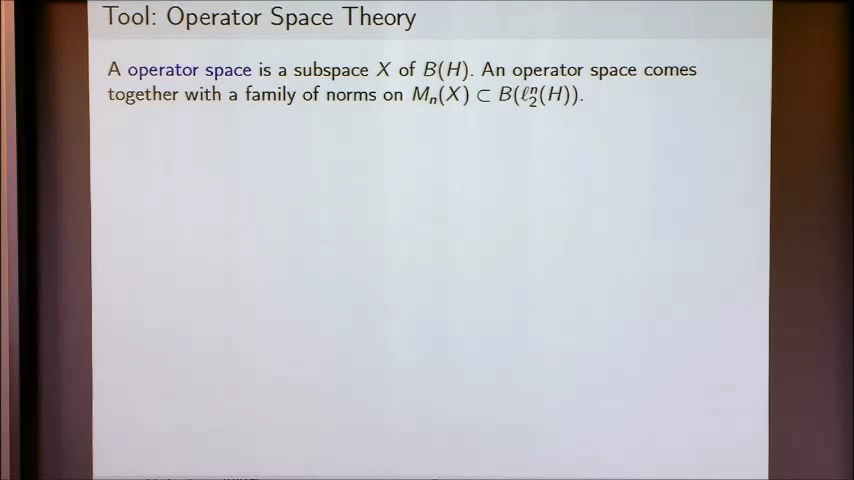 Tool: Operator Space Theory
A operator space is a subspace X of B(H). An operator space comes
together with a family of norms on Mₙ(X) ⊂ B(ℓ₂ⁿ(H)).